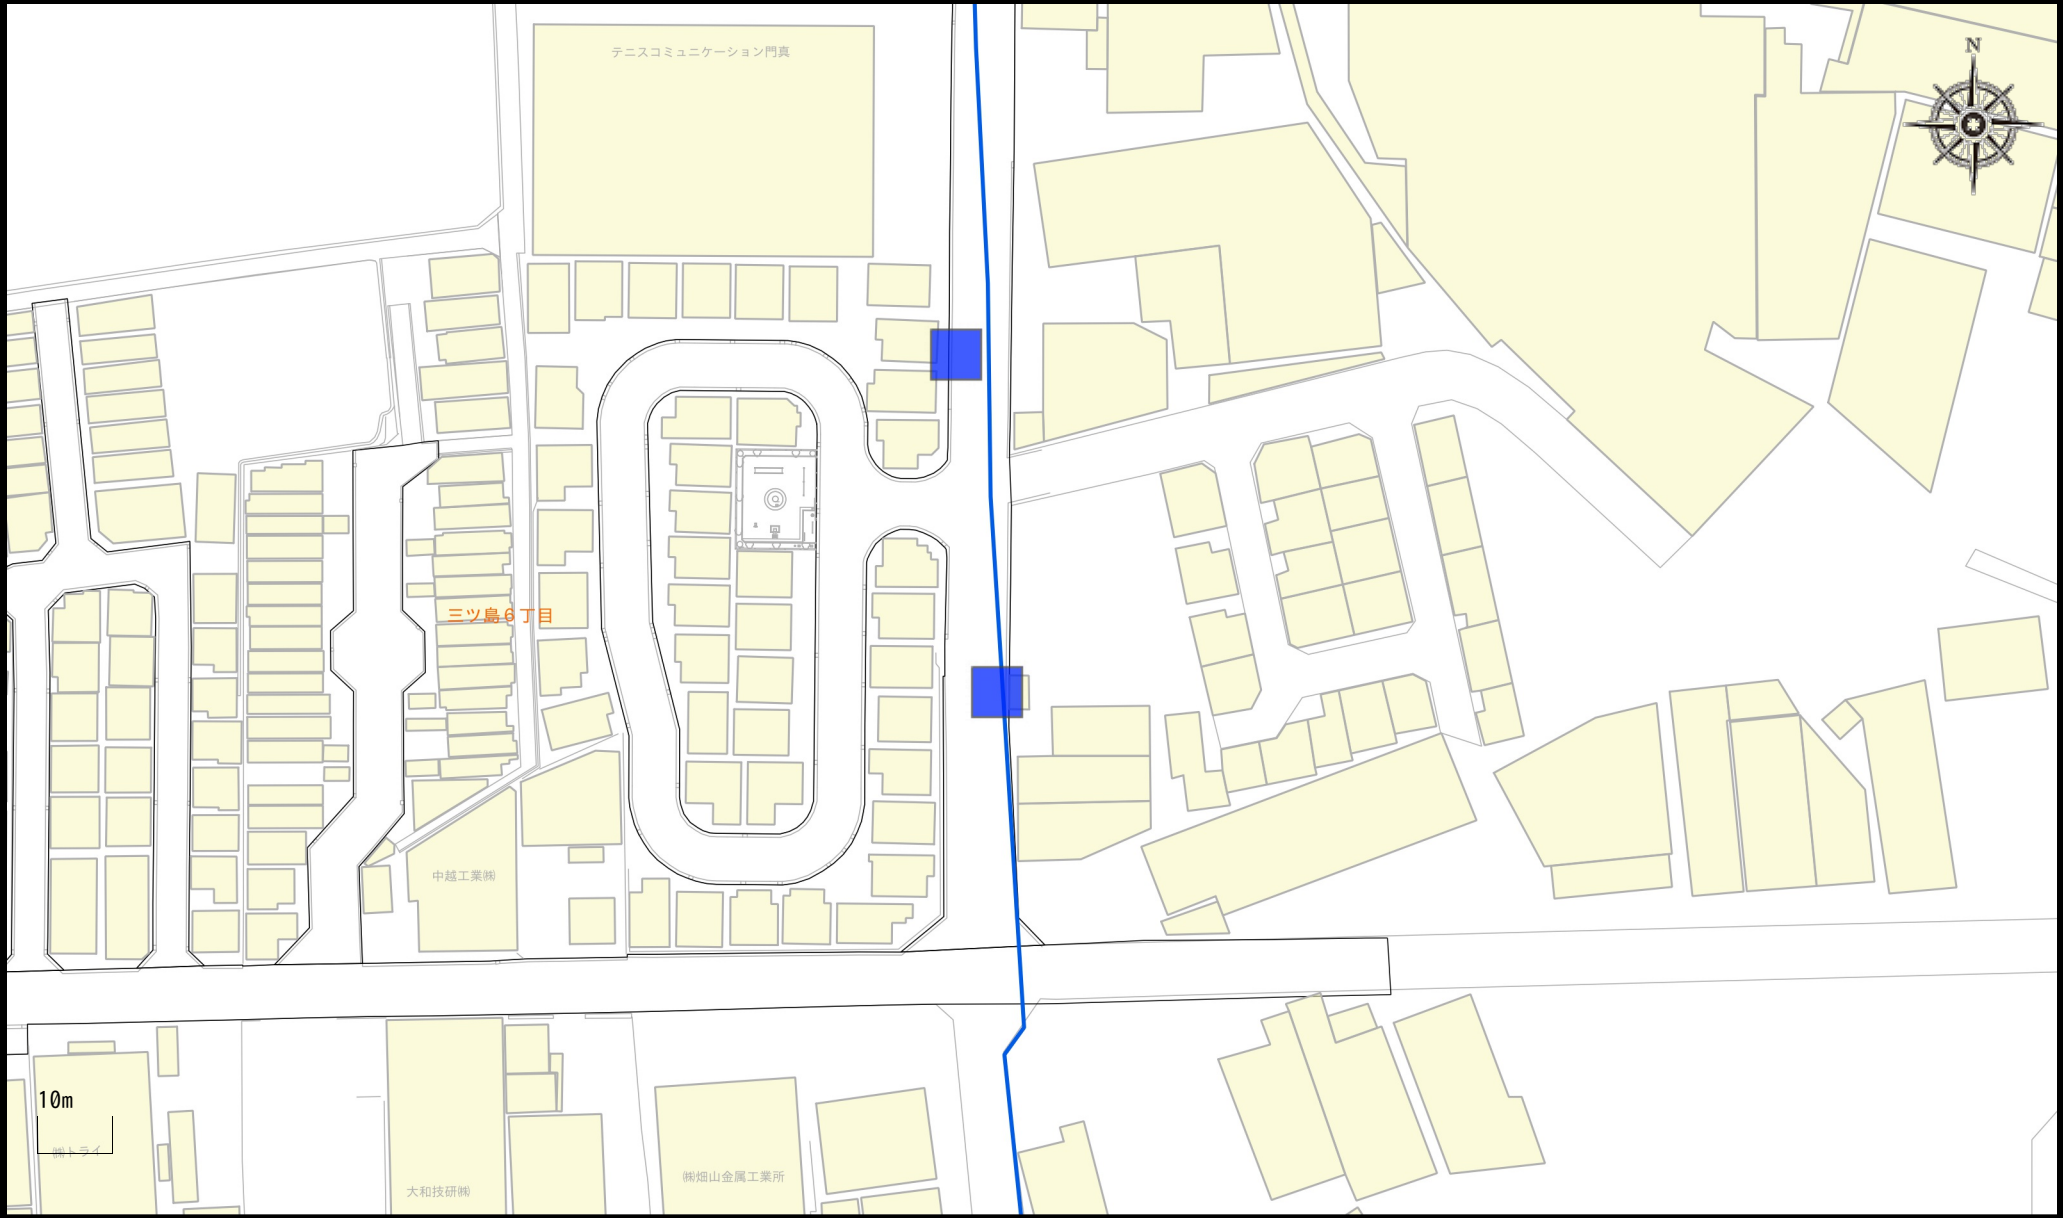 テニスコミュニケーション門真
N
三ツ島６丁目
中越工業㈱
10m
㈱トライ
大和技研㈱
㈱畑山金属工業所